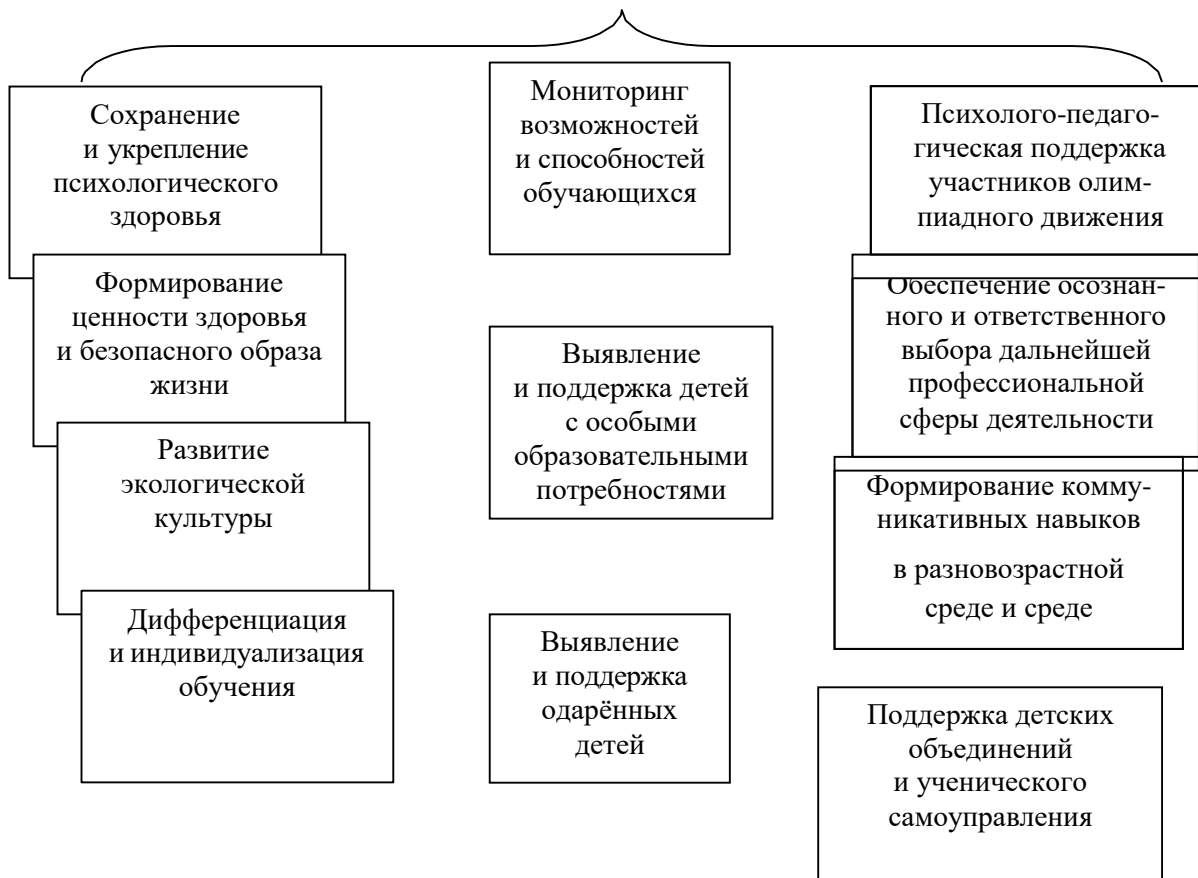 Сохранение
и укрепление
психологического
здоровья
Формирование
ценности здоровья
и безопасного образа
жизни
Развитие
экологической
культуры
Дифференциация
и индивидуализация
обучения
Мониторинг
возможностей
и способностей
обучающихся
Выявление
и поддержка детей
с особыми
образовательными
потребностями
Выявление
и поддержка
одарённых
детей
Психолого-педаго-
гическая поддержка
участников олим-
пиадного движения
Обеспечение осознан-
ного и ответственного
выбора дальнейшей
профессиональной
сферы деятельности
Формирование комму-
никативных навыков
в разновозрастной
среде и среде
Поддержка детских
объединений
и ученического
самоуправления